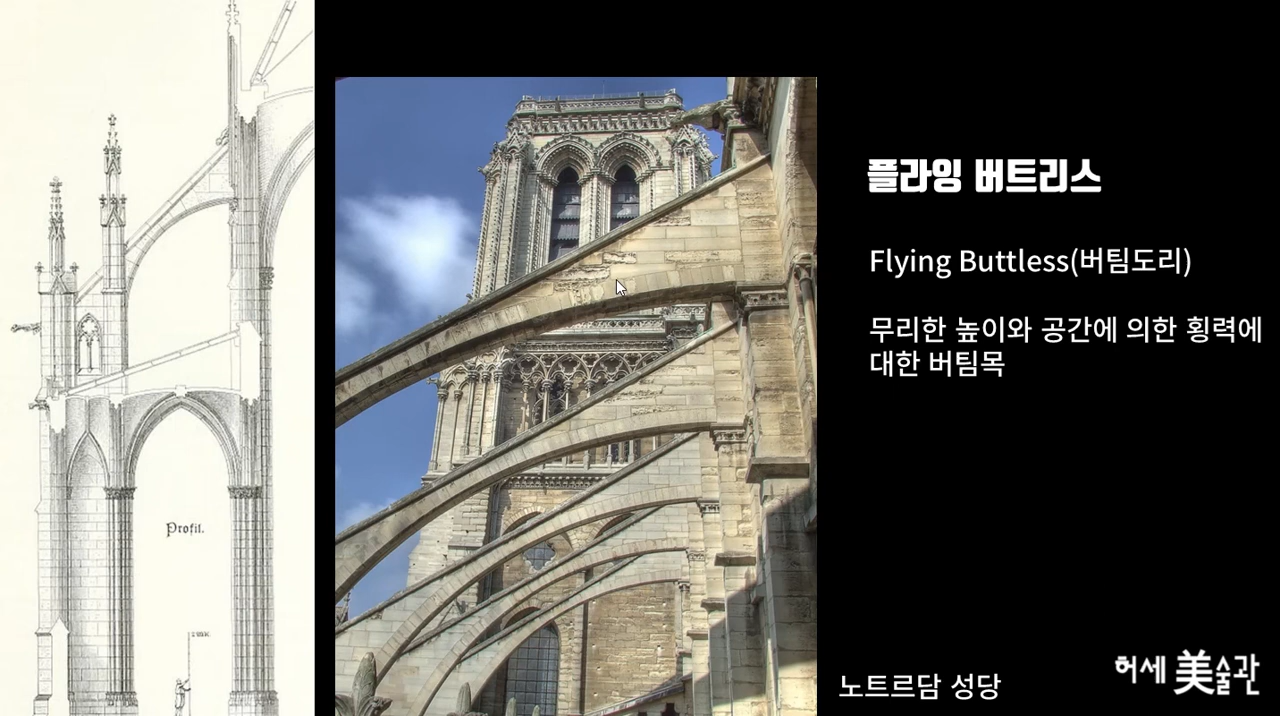 플라잉 버트리스
Flying Buttless(버팀도리)
무리한 높이와 공간에 의한 횡력에
대한 버팀목
Profil.
노트르담 성당
허세 美술관